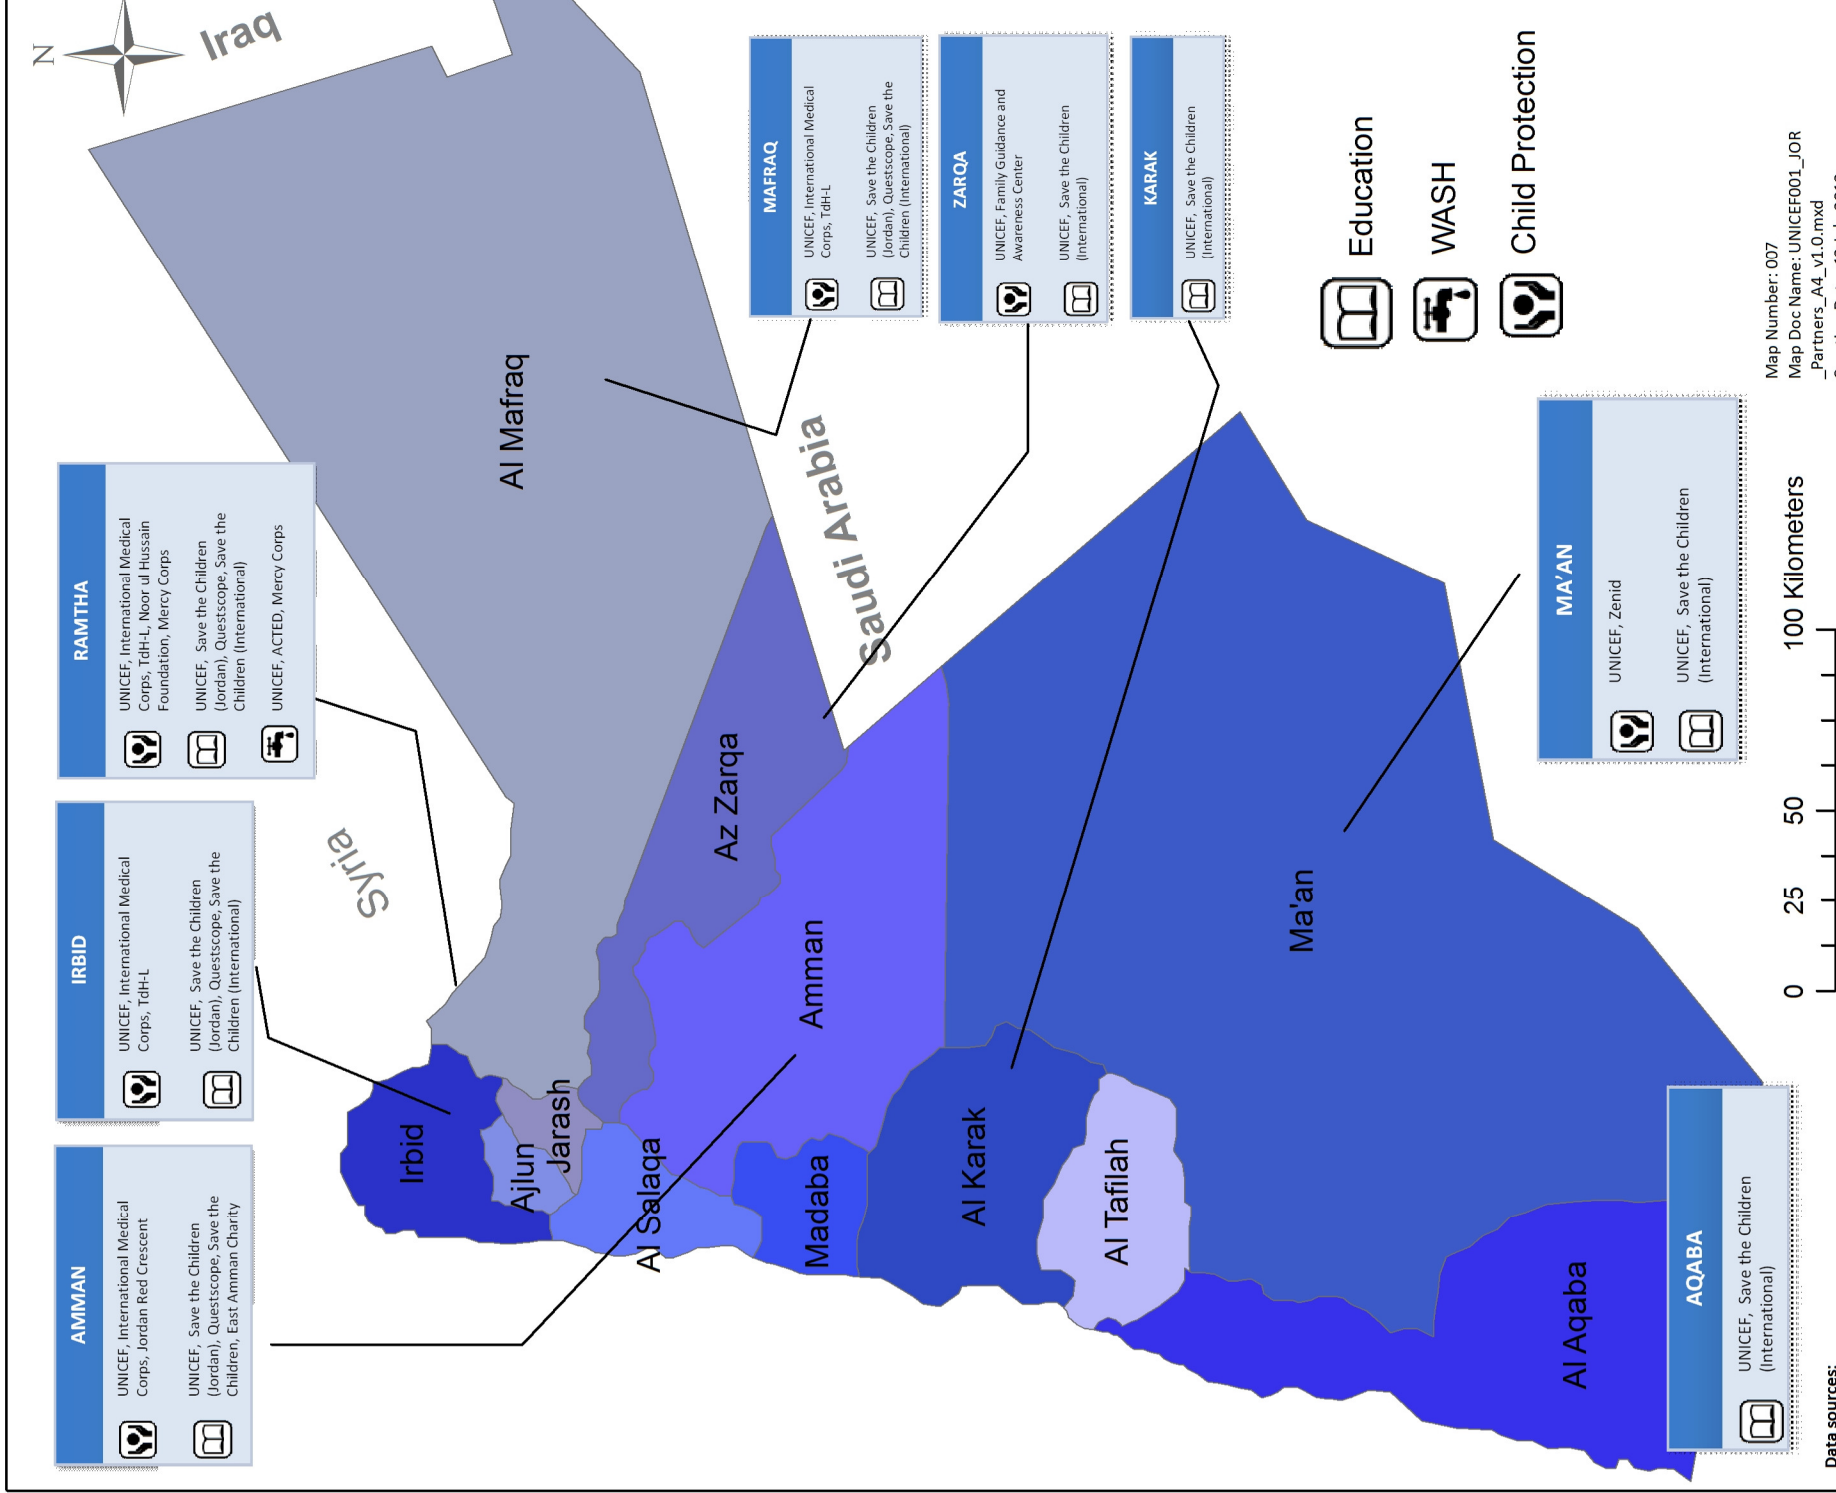 N
Iraq
Syria
Saudi Arabia
AMMAN
UNICEF, International Medical
Corps, Jordan Red Crescent
UNICEF, Save the Children
(Jordan), Questscope, Save the
Children, East Amman Charity
IRBID
UNICEF, International Medical
Corps, TdH-L
UNICEF, Save the Children
(Jordan), Questscope, Save the
Children (International)
RAMTHA
UNICEF, International Medical
Corps, TdH-L, Noor ul Hussain
Foundation, Mercy Corps
UNICEF, Save the Children
(Jordan), Questscope, Save the
Children (International)
UNICEF, ACTED, Mercy Corps
Irbid
Ajlun
Jarash
Al Mafraq
Al Salaqa
Az Zarqa
Amman
Madaba
Al Karak
Al Tafilah
Ma'an
Al Aqaba
MAFRAQ
UNICEF, International Medical
Corps, TdH-L
UNICEF, Save the Children
(Jordan), Questscope, Save the
Children (International)
ZARQA
UNICEF, Family Guidance and
Awareness Center
UNICEF, Save the Children
(International)
KARAK
UNICEF, Save the Children
(International)
Education
WASH
Child Protection
MA'AN
UNICEF, Zenid
UNICEF, Save the Children
(International)
AQABA
UNICEF, Save the Children
(International)
0 25 50 100 Kilometers
Map Number: 007
Map Doc Name: UNICEF001_JOR
_Partners_A4_v1.0.mxd
Data sources: